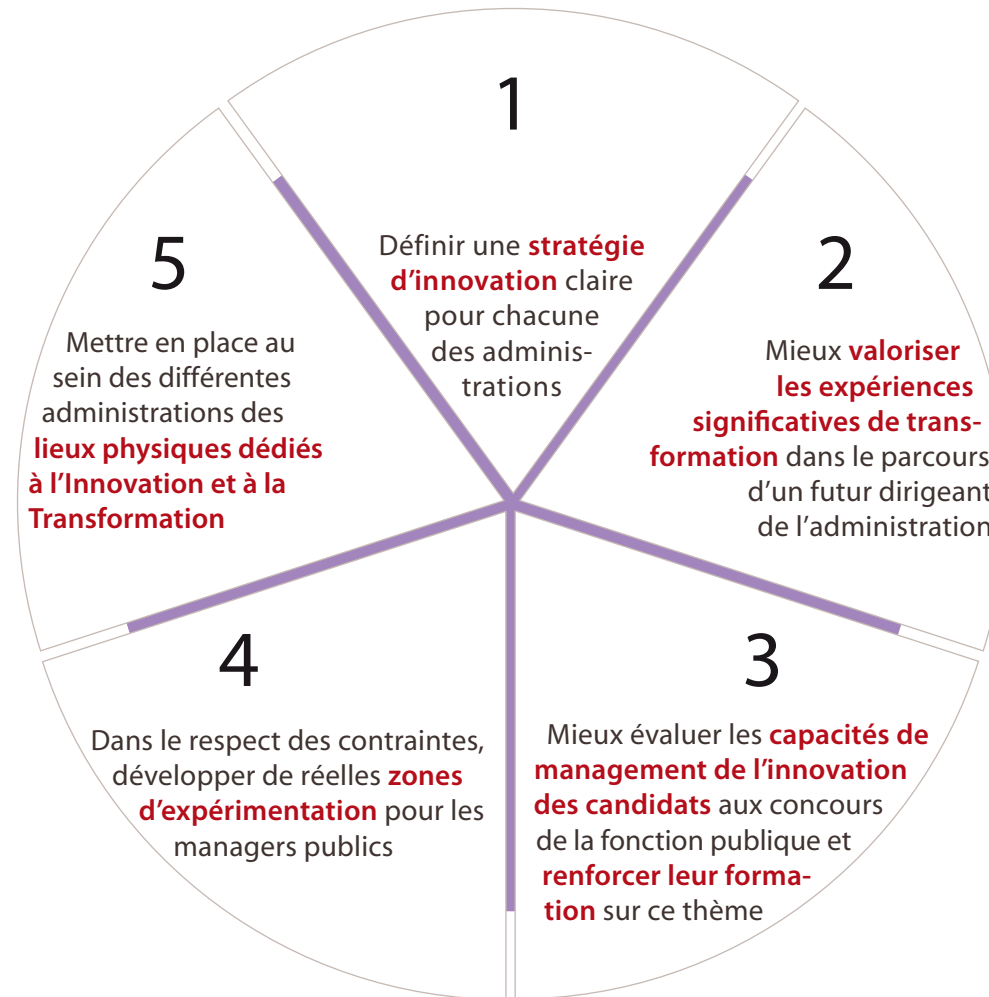 1
Définir une stratégie
d’innovation claire
pour chacune
des adminis-
trations
2
Mieux valoriser
les expériences
significatives de trans-
formation dans le parcours
d’un futur dirigeant
de l’administration
3
Mieux évaluer les capacités de
management de l’innovation
des candidats aux concours
de la fonction publique et
renforcer leur forma-
tion sur ce thème
4
Dans le respect des contraintes,
développer de réelles zones
d’expérimentation pour les
managers publics
5
Mettre en place au
sein des différentes
administrations des
lieux physiques dédiés
à l’Innovation et à la
Transformation